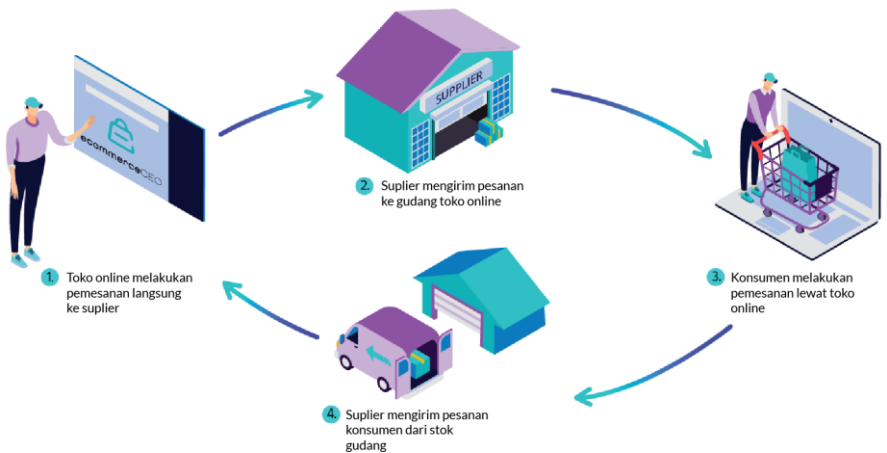 ecommerceCEO
SUPPLIER
1. Toko online melakukan
pemesanan langsung
ke suplier
2. Suplier mengirim pesanan
ke gudang toko online
3. Konsumen melakukan
pemesanan lewat toko
online
4. Suplier mengirim pesanan
konsumen dari stok
gudang